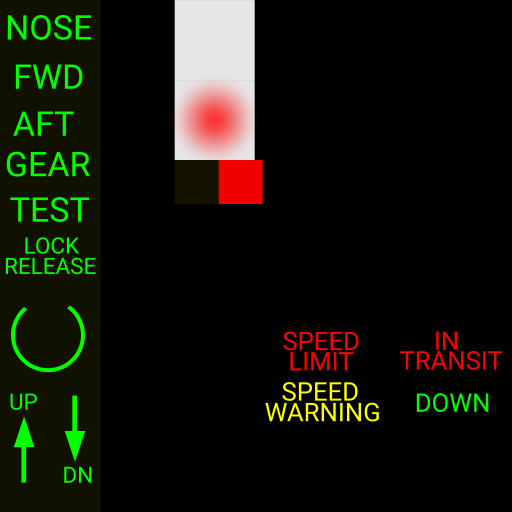 NOSE
FWD
AFT
GEAR
TEST
LOCK
RELEASE
UP
DN
SPEED
LIMIT
SPEED
WARNING
IN
TRANSIT
DOWN